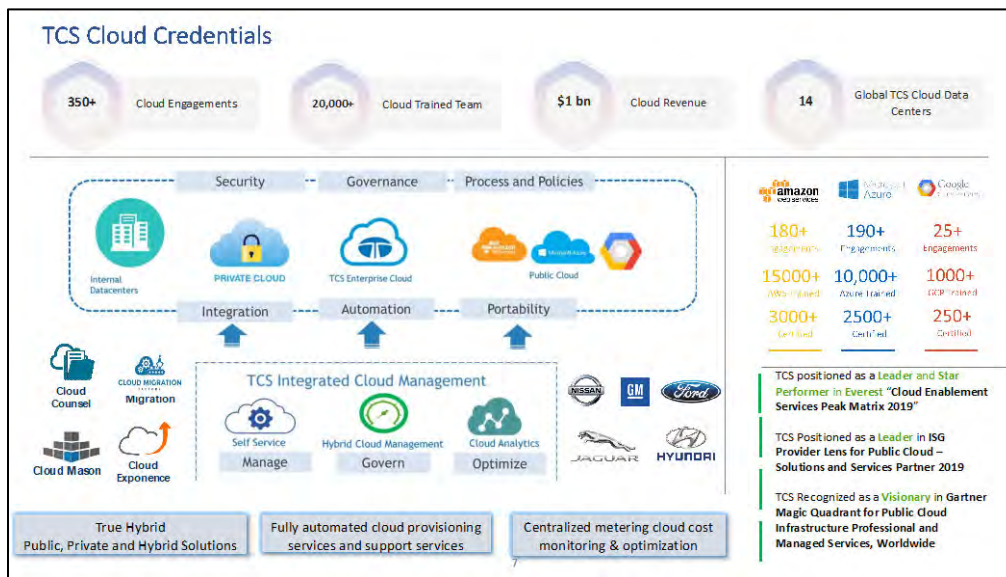 TCS Cloud Credentials
350+
Cloud Engagements
20,000+
Cloud Trained Team
$1 bn
Cloud Revenue
14
Global TCS Cloud Data
Centers
Security
Governance
Process and Policies
Internal
Datacenters
PRIVATE CLOUD
TCS Enterprise Cloud
Public Cloud
Integration
Automation
Portability
Cloud
Counsel
CLOUD MIGRATION
Migration
Cloud Mason
Cloud
Exponence
TCS Integrated Cloud Management
Self Service
Hybrid Cloud Management
Cloud Analytics
Manage
Govern
Optimize
NISSAN
GM
Ford
JAGUAR
HYUNDAI
True Hybrid
Public, Private and Hybrid Solutions
Fully automated cloud provisioning
services and support services
Centralized metering cloud cost
monitoring & optimization
7
amazon
web services
Microsoft
Azure
Google
180+
Engagements
15000+
AWS Trained
3000+
Certified
190+
Engagements
10,000+
Azure Trained
2500+
Certified
25+
Engagements
1000+
GCP Trained
250+
Certified
TCS positioned as a Leader and Star
Performer in Everest “Cloud Enablement
Services Peak Matrix 2019”
TCS Positioned as a Leader in ISG
Provider Lens for Public Cloud –
Solutions and Services Partner 2019
TCS Recognized as a Visionary in Gartner
Magic Quadrant for Public Cloud
Infrastructure Professional and
Managed Services, Worldwide